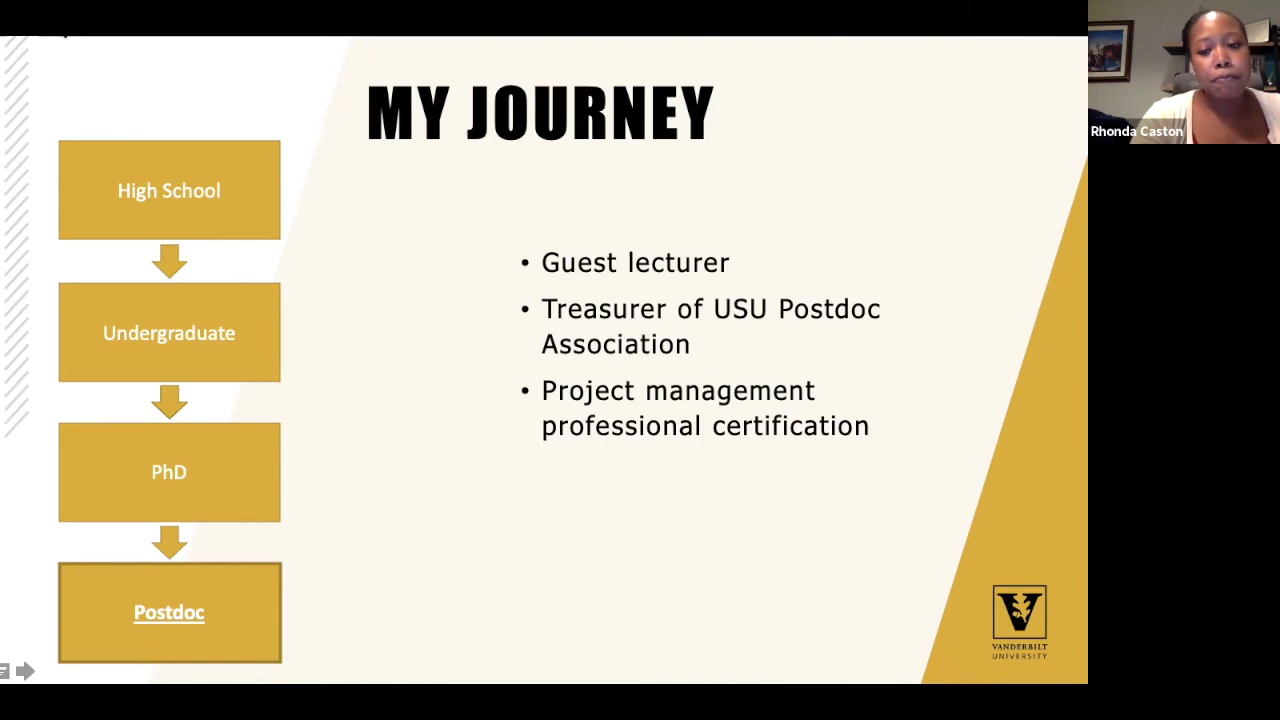 MY JOURNEY
High School
Undergraduate
PhD
Postdoc
• Guest lecturer
• Treasurer of USU Postdoc
Association
• Project management
professional certification
V
VANDERBILT
UNIVERSITY
Rhonda Caston